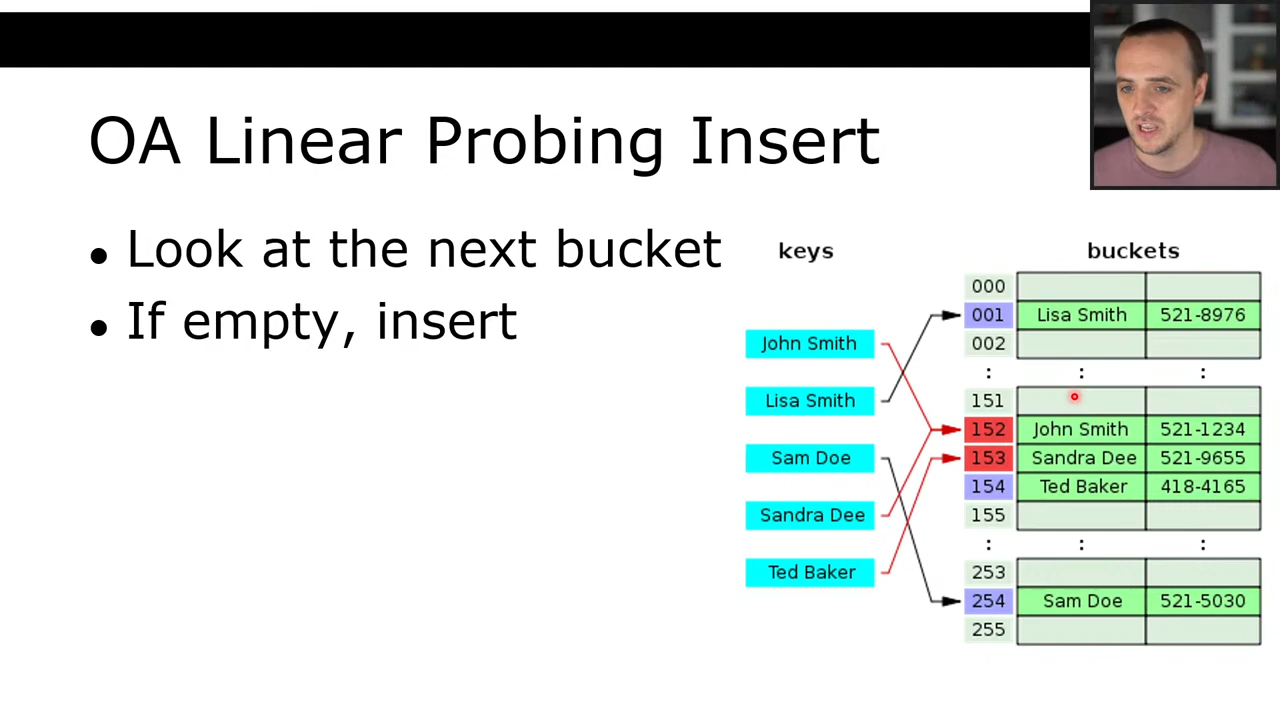 OA Linear Probing Insert
● Look at the next bucket
● If empty, insert
keys
John Smith
Lisa Smith
Sam Doe
Sandra Dee
Ted Baker
buckets
000
001 Lisa Smith 521-8976
002
: : :
151
152 John Smith 521-1234
153 Sandra Dee 521-9655
154 Ted Baker 418-4165
155
: : :
253
254 Sam Doe 521-5030
255